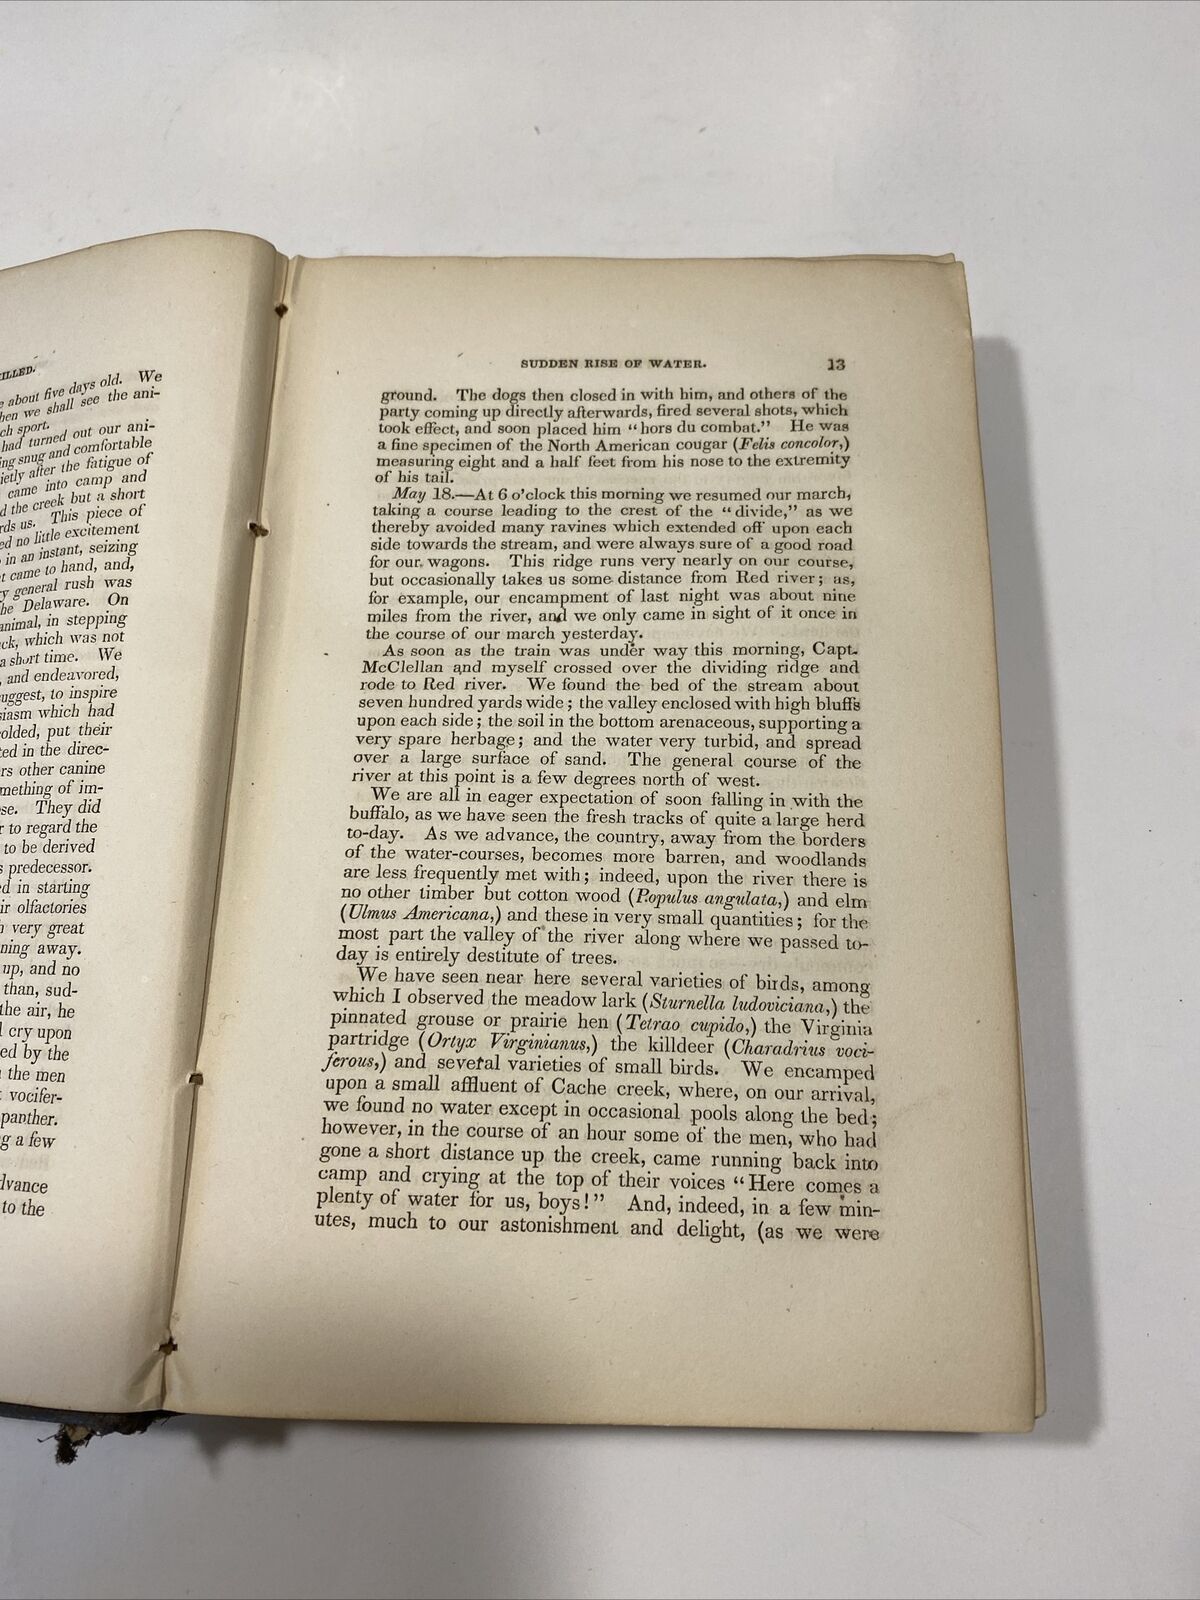 ILLED.
e about five days old. We
hen we shall see the ani-
ch sport.
had turned out our ani-
ing snug and comfortable
ietly after the fatigue of
came into camp and
d the creek but a short
rds us. This piece of
ed no little excitement
in an instant, seizing
t came to hand, and,
y general rush was
he Delaware. On
animal, in stepping
ck, which was not
a short time. We
, and endeavored,
uggest, to inspire
siasm which had
olded, put their
ted in the direc-
rs other canine
mething of im-
se. They did
r to regard the
to be derived
s predecessor.
ed in starting
ir olfactories
n very great
ning away.
up, and no
than, sud-
the air, he
l cry upon
ed by the
the men
vocifer-
panther.
g a few
dvance
to the
SUDDEN RISE OF WATER. 13
ground. The dogs then closed in with him, and others of the
party coming up directly afterwards, fired several shots, which
took effect, and soon placed him "hors du combat." He was
a fine specimen of the North American cougar (Felis concolor,)
measuring eight and a half feet from his nose to the extremity
of his tail.
May 18.—At 6 o'clock this morning we resumed our march,
taking a course leading to the crest of the "divide," as we
thereby avoided many ravines which extended off upon each
side towards the stream, and were always sure of a good road
for our wagons. This ridge runs very nearly on our course,
but occasionally takes us some distance from Red river; as,
for example, our encampment of last night was about nine
miles from the river, and we only came in sight of it once in
the course of our march yesterday.
As soon as the train was under way this morning, Capt.
McClellan and myself crossed over the dividing ridge and
rode to Red river. We found the bed of the stream about
seven hundred yards wide; the valley enclosed with high bluffs
upon each side; the soil in the bottom arenaceous, supporting a
very spare herbage; and the water very turbid, and spread
over a large surface of sand. The general course of the
river at this point is a few degrees north of west.
We are all in eager expectation of soon falling in with the
buffalo, as we have seen the fresh tracks of quite a large herd
to-day. As we advance, the country, away from the borders
of the water-courses, becomes more barren, and woodlands
are less frequently met with; indeed, upon the river there is
no other timber but cotton wood (Populus angulata,) and elm
(Ulmus Americana,) and these in very small quantities; for the
most part the valley of the river along where we passed to-
day is entirely destitute of trees.
We have seen near here several varieties of birds, among
which I observed the meadow lark (Sturnella ludoviciana,) the
pinnated grouse or prairie hen (Tetrao cupido,) the Virginia
partridge (Ortyx Virginianus,) the killdeer (Charadrius voci-
ferous,) and several varieties of small birds. We encamped
upon a small affluent of Cache creek, where, on our arrival,
we found no water except in occasional pools along the bed;
however, in the course of an hour some of the men, who had
gone a short distance up the creek, came running back into
camp and crying at the top of their voices "Here comes a
plenty of water for us, boys!" And, indeed, in a few min-
utes, much to our astonishment and delight, (as we were